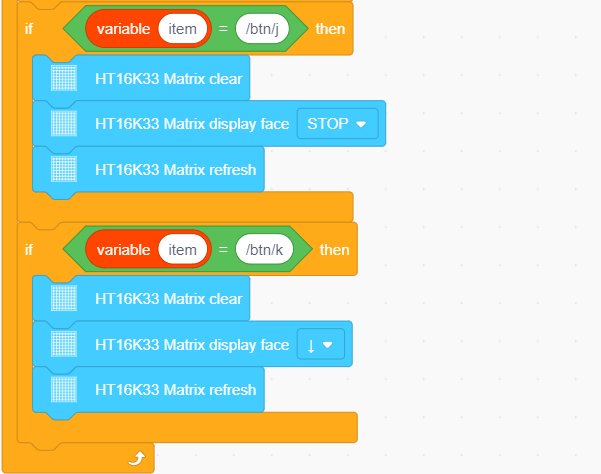 if variable item = /btn/j then
HT16K33 Matrix clear
HT16K33 Matrix display face STOP
HT16K33 Matrix refresh
if variable item = /btn/k then
HT16K33 Matrix clear
HT16K33 Matrix display face ↓
HT16K33 Matrix refresh